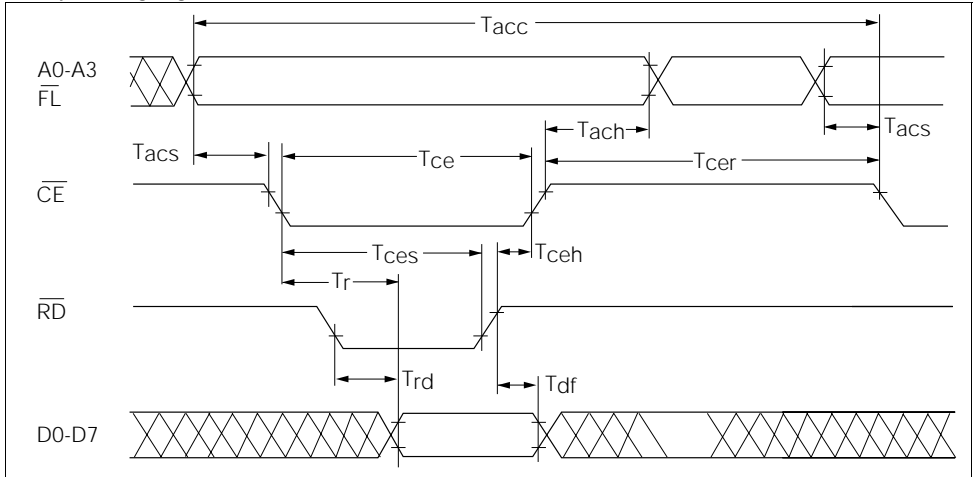 Tacc
A0-A3
FL
Tach
Tacs
Tacs
Tce
Tcer
CE
Tces
Tceh
Tr
RD
Trd
Tdf
D0-D7